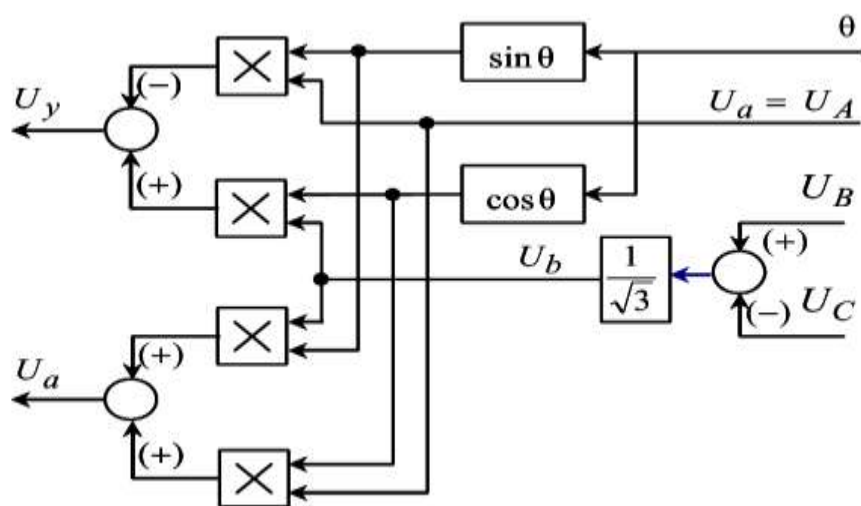 θ
sin θ
(−)
U_y
U_a = U_A
(+)
cos θ
U_B
(+)
U_b
1/√3
(−)
U_C
(+)
U_a
(+)